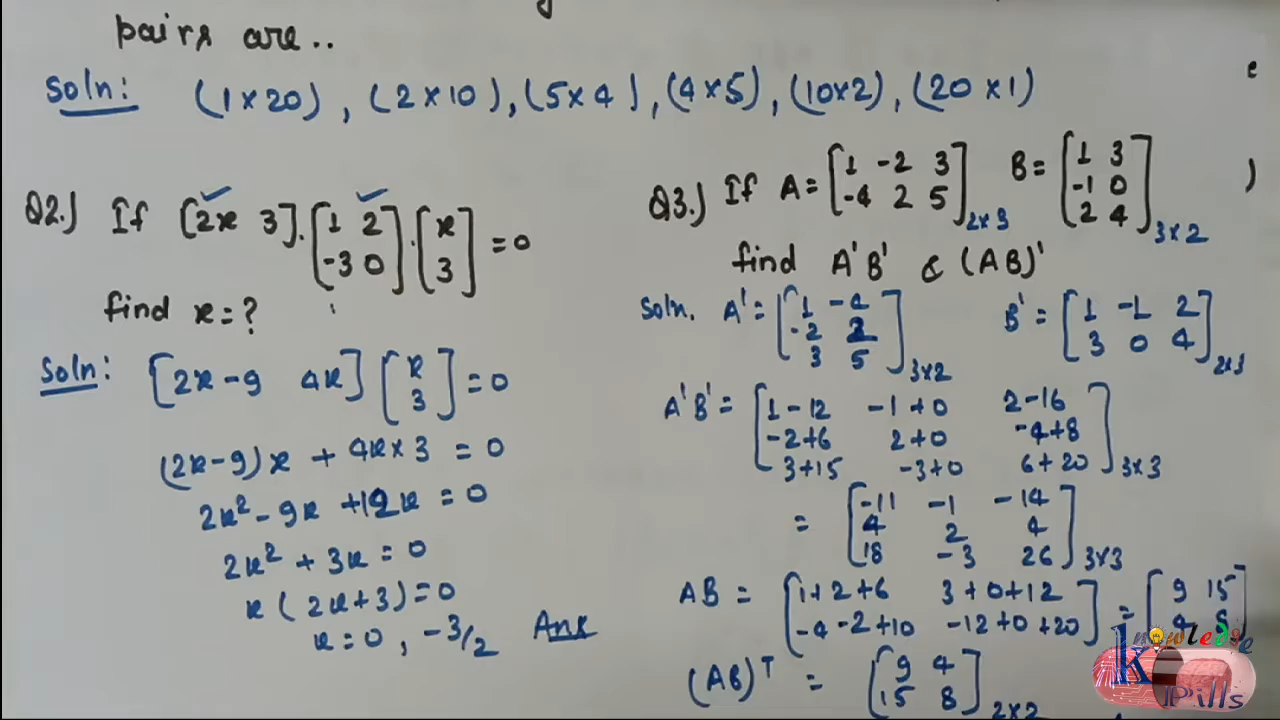 pairs are..
Soln: (1×20), (2×10), (5×4), (4×5), (10×2), (20×1)
Q2.) If [2x 3].[1 2
-3 0].[x
3] = 0
find x = ?
Soln: [2x-9 4x] [x
3] = 0
(2x-9)x + 4x×3 = 0
2x² - 9x + 12x = 0
2x² + 3x = 0
x(2x+3) = 0
x = 0, -3/2 Ans
Q3.) If A = [1 -2 3
-4 2 5]2×3 B = [1 3
-1 0
2 4]3×2
find A'B' & (AB)'
Soln. A' = [1 -4
-2 2
3 5]3×2 B' = [1 -1 2
3 0 4]2×3
A'B' = [1-12 -1+0 2-16
-2+6 2+0 -4+8
3+15 -3+0 6+20]3×3
= [-11 -1 -14
4 2 4
18 -3 26]3×3
AB = [1+2+6 3+0+12
-4-2+10 -12+0+20] = [9 15
4 8]
(AB)ᵀ = [9 4
15 8]2×2
knowledge
Pills